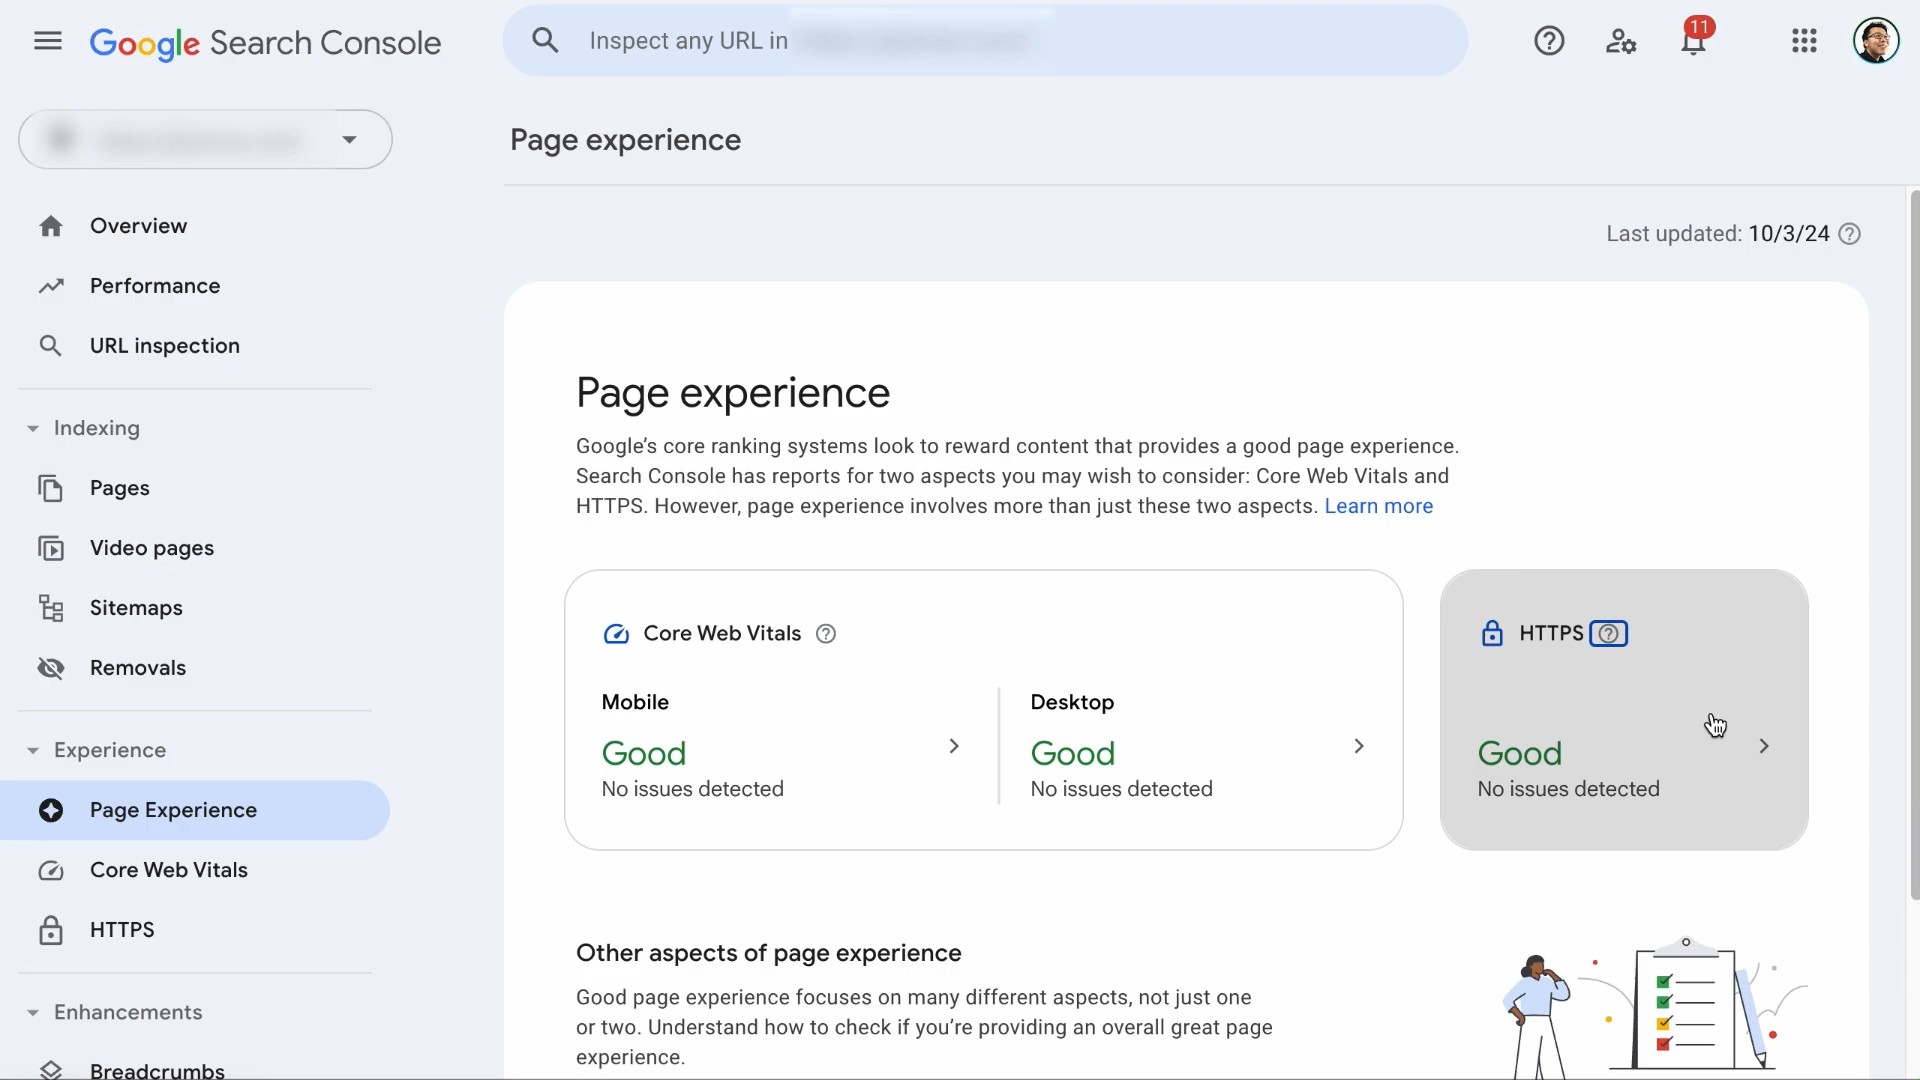 Google Search Console
Inspect any URL in
11
Page experience
Overview
Performance
URL inspection
Indexing
Pages
Video pages
Sitemaps
Removals
Experience
Page Experience
Core Web Vitals
HTTPS
Enhancements
Breadcrumbs
Last updated: 10/3/24
Page experience
Google’s core ranking systems look to reward content that provides a good page experience.
Search Console has reports for two aspects you may wish to consider: Core Web Vitals and
HTTPS. However, page experience involves more than just these two aspects. Learn more
Core Web Vitals
Mobile
Good
No issues detected
Desktop
Good
No issues detected
HTTPS
Good
No issues detected
Other aspects of page experience
Good page experience focuses on many different aspects, not just one
or two. Understand how to check if you’re providing an overall great page
experience.